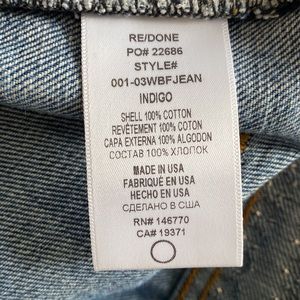 RE/DONE
PO# 22686
STYLE#
001-03WBFJEAN
INDIGO
SHELL 100% COTTON
REVÊTEMENT 100% COTON
CAPA EXTERNA 100% ALGODON
СОСТАВ 100% ХЛОПОК
MADE IN USA
FABRIQUÉ EN USA
HECHO EN USA
СДЕЛАНО В США
RN# 146770
CA# 19371